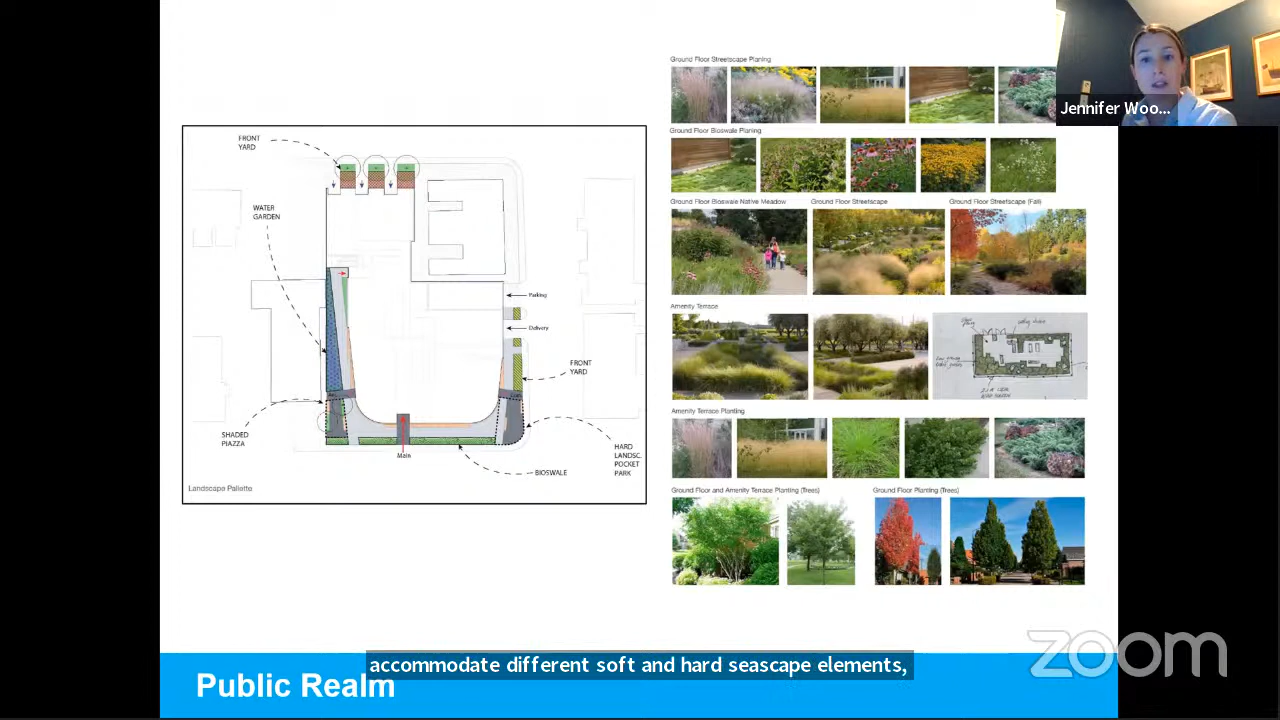 Ground Floor Streetscape Planing
Jennifer Woo...
Ground Floor Bioswale Planing
Ground Floor Bioswale Native Meadow
Ground Floor Streetscape
Ground Floor Streetscape (Fall)
Amenity Terrace
Amenity Terrace Planting
Ground Floor and Amenity Terrace Planting (Trees)
Ground Floor Planting (Trees)
FRONT
YARD
WATER
GARDEN
Parking
Delivery
FRONT
YARD
SHADED
PIAZZA
Main
HARD
LANDSC.
POCKET
PARK
BIOSWALE
Landscape Pallette
zoom
accommodate different soft and hard seascape elements,
Public Realm